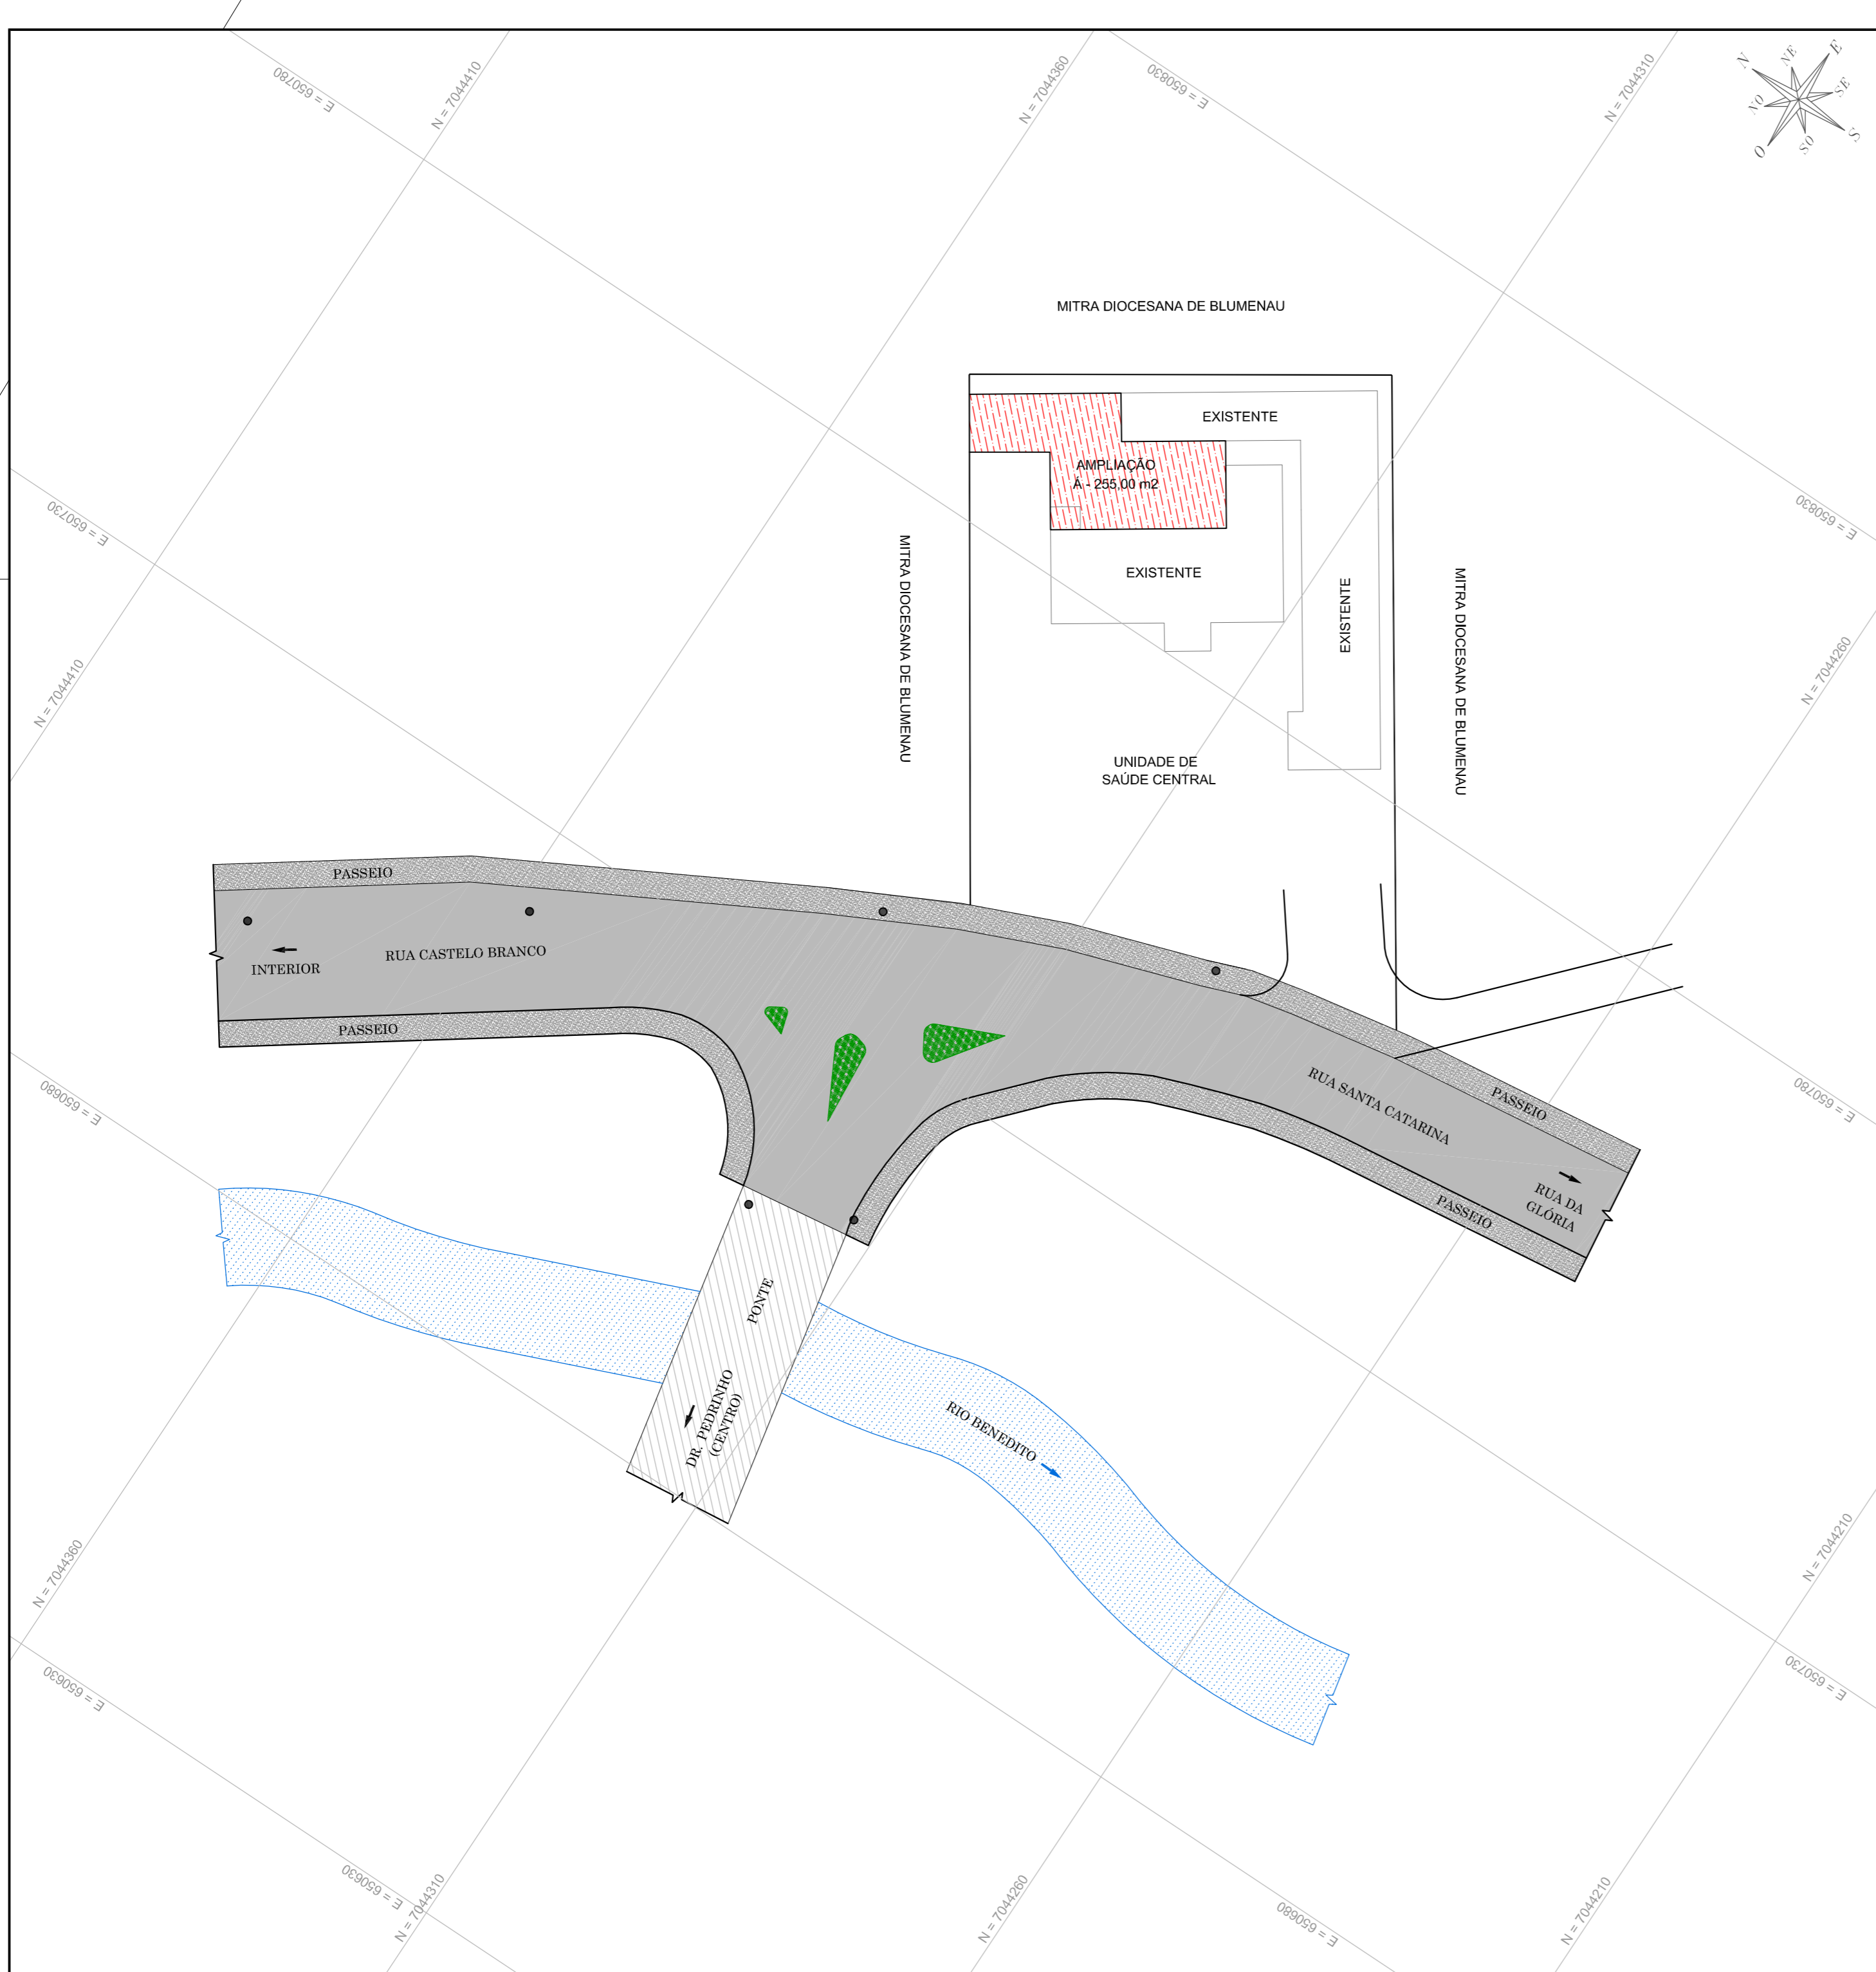 E = 650780
N = 7044410
N = 7044360
E = 650830
N = 7044310
N
NE
E
SE
S
SO
O
NO
MITRA DIOCESANA DE BLUMENAU
EXISTENTE
AMPLIAÇÃO
A - 255,00 m2
E = 650730
E = 650830
MITRA DIOCESANA DE BLUMENAU
EXISTENTE
EXISTENTE
MITRA DIOCESANA DE BLUMENAU
N = 7044410
N = 7044260
UNIDADE DE
SAÚDE CENTRAL
PASSEIO
RUA CASTELO BRANCO
INTERIOR
PASSEIO
E = 650680
E = 650780
RUA SANTA CATARINA
PASSEIO
RUA DA
GLÓRIA
PASSEIO
PONTE
DR. PEDRINHO
(CENTRO)
RIO BENEDITO
N = 7044360
N = 7044210
E = 650630
E = 650730
E = 650630
N = 7044310
N = 7044260
E = 650680
N = 7044210